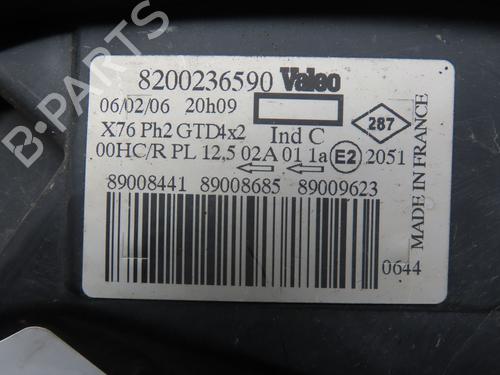 8200236590 Valeo
06/02/06 20h09
287
X76 Ph2 GTD4x2 Ind C
00HC/R PL 12,5 02A 01 1a E2 2051
89008441 89008685 89009623
0644
MADE IN FRANCE